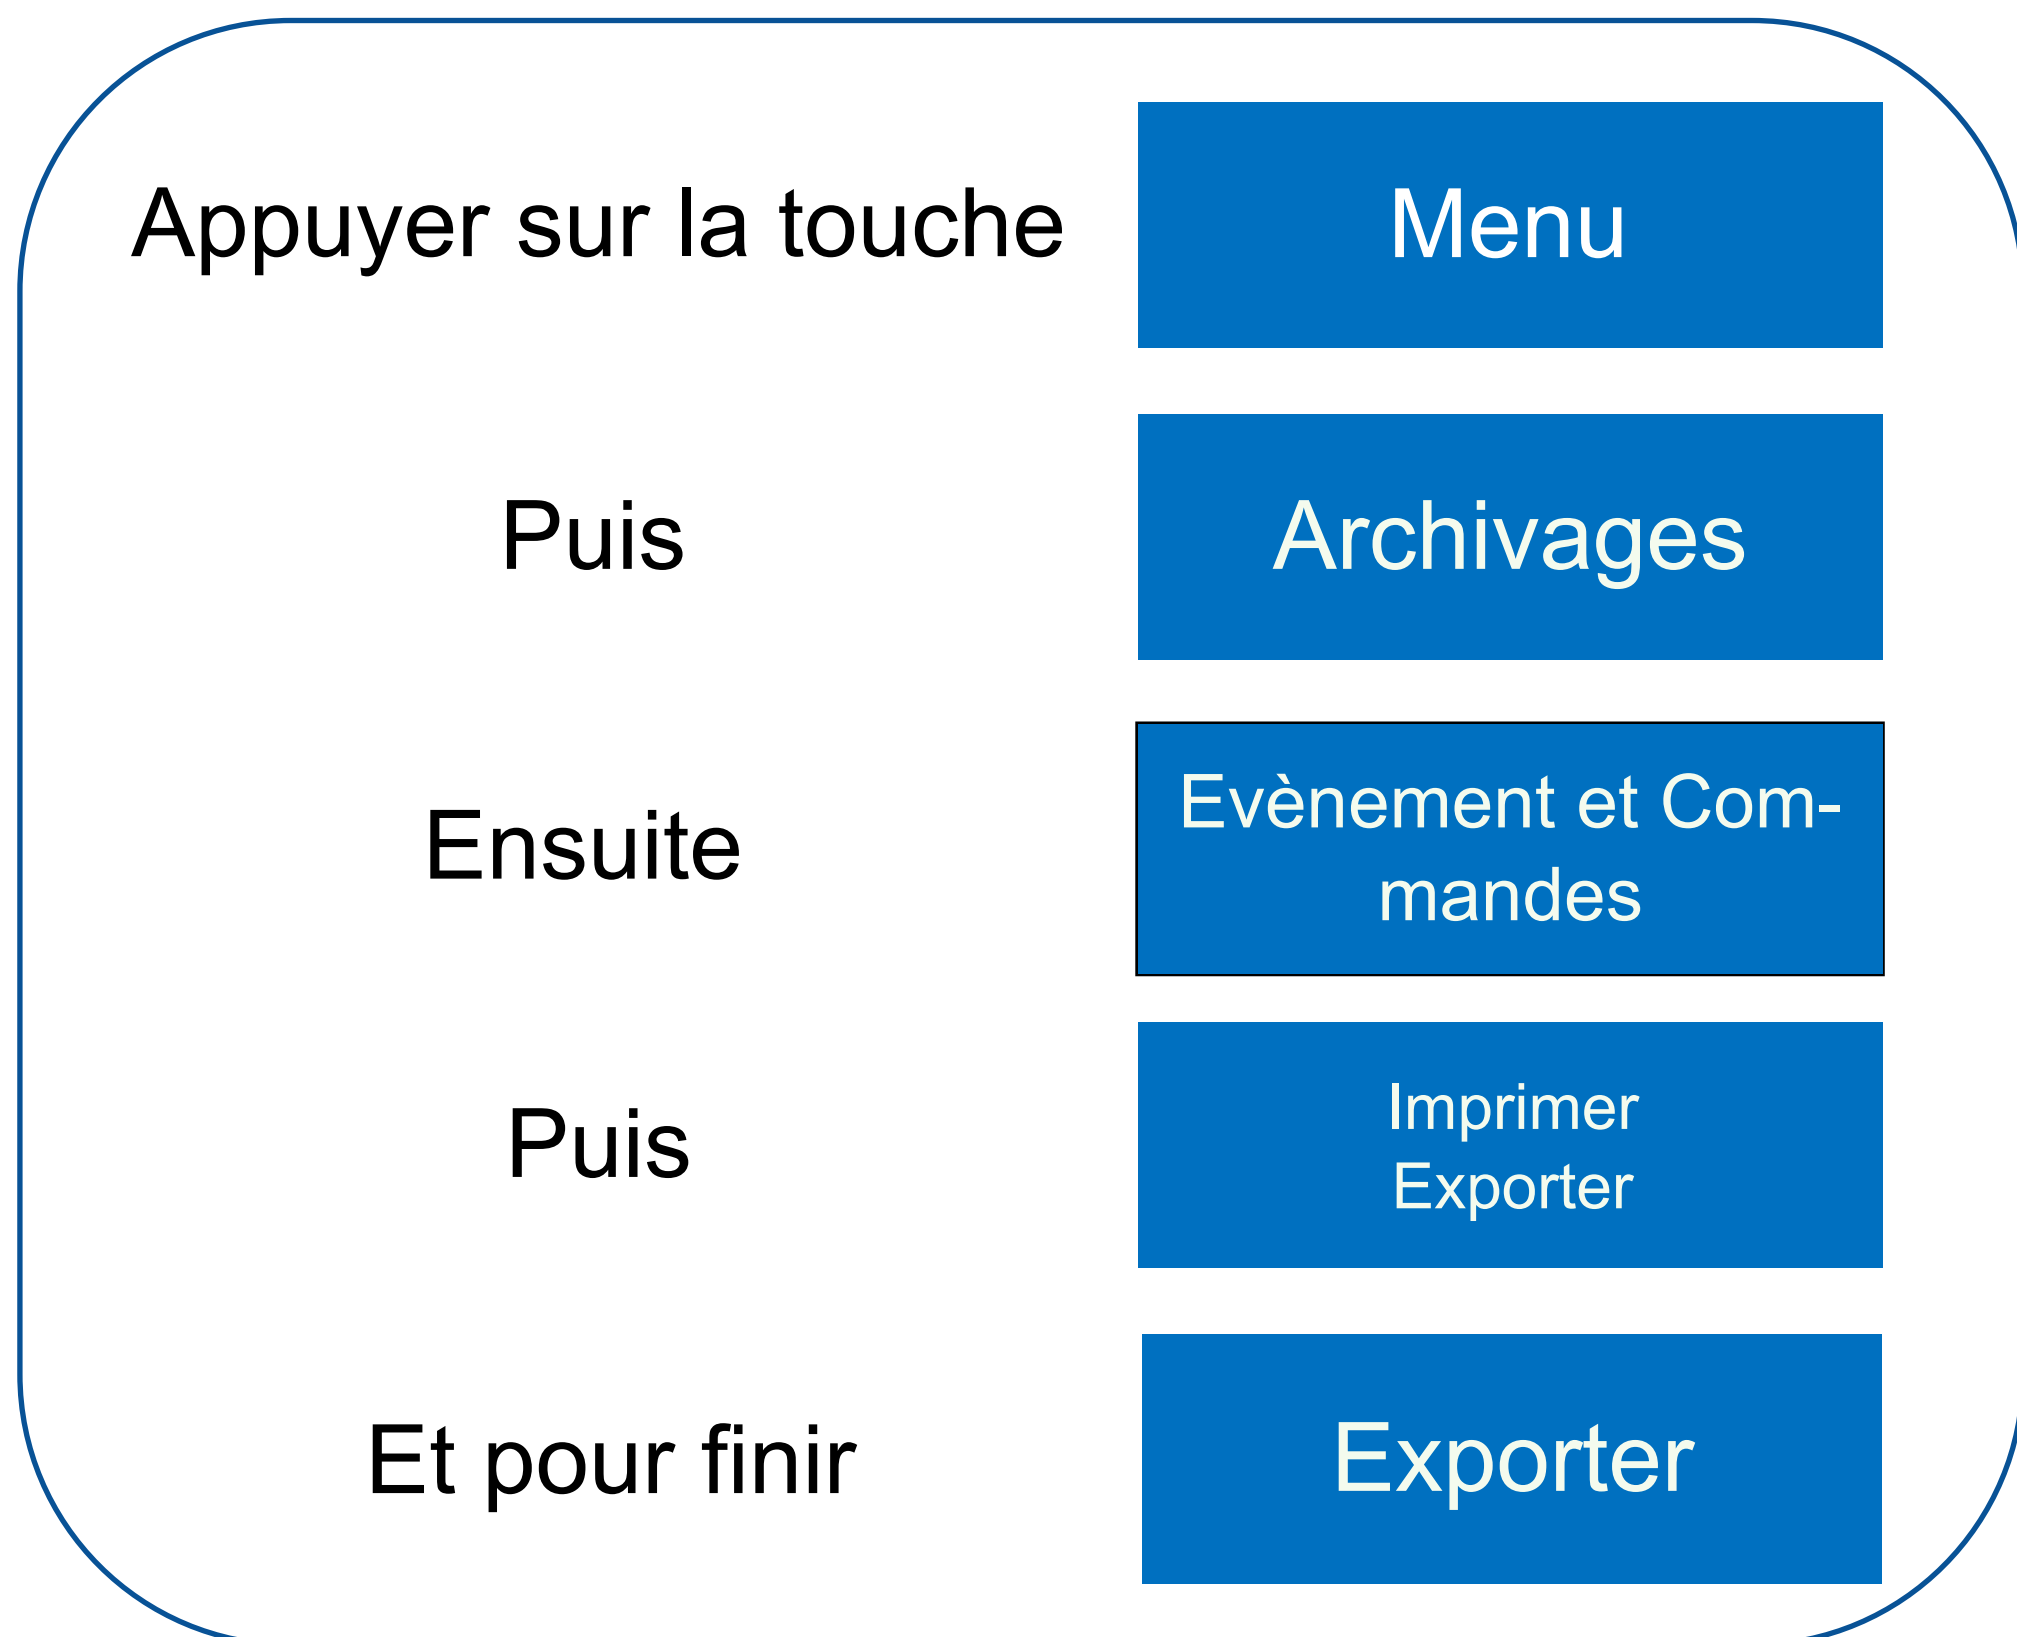 Appuyer sur la touche Menu
Puis Archivages
Ensuite Evènement et Com-
mandes
Puis Imprimer
Exporter
Et pour finir Exporter